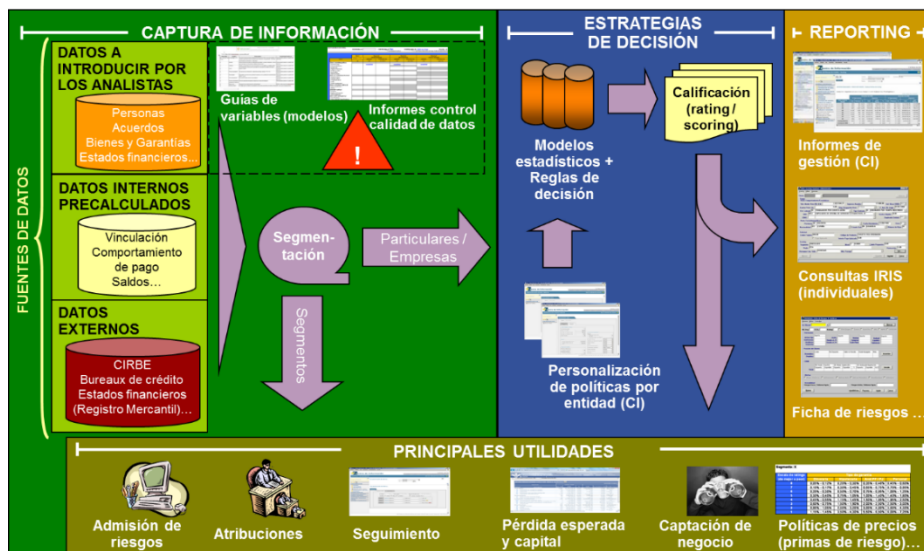 CAPTURA DE INFORMACIÓN
FUENTES DE DATOS
DATOS A
INTRODUCIR POR
LOS ANALISTAS
Personas
Acuerdos
Bienes y Garantías
Estados financieros...
DATOS INTERNOS
PRECALCULADOS
Vinculación
Comportamiento
de pago
Saldos…
DATOS
EXTERNOS
CIRBE
Bureaux de crédito
Estados financieros
(Registro Mercantil)…
Guías de
variables (modelos)
Informes control
calidad de datos
!
Segmen-
tación
Particulares /
Empresas
Segmentos
ESTRATEGIAS
DE DECISIÓN
Modelos
estadísticos +
Reglas de
decisión
Calificación
(rating /
scoring)
Personalización
de políticas por
entidad (CI)
REPORTING
Informes de
gestión (CI)
Consultas IRIS
(individuales)
Ficha de riesgos …
PRINCIPALES UTILIDADES
Admisión de
riesgos
Atribuciones
Seguimiento
Pérdida esperada
y capital
Captación de
negocio
Políticas de precios
(primas de riesgo)…